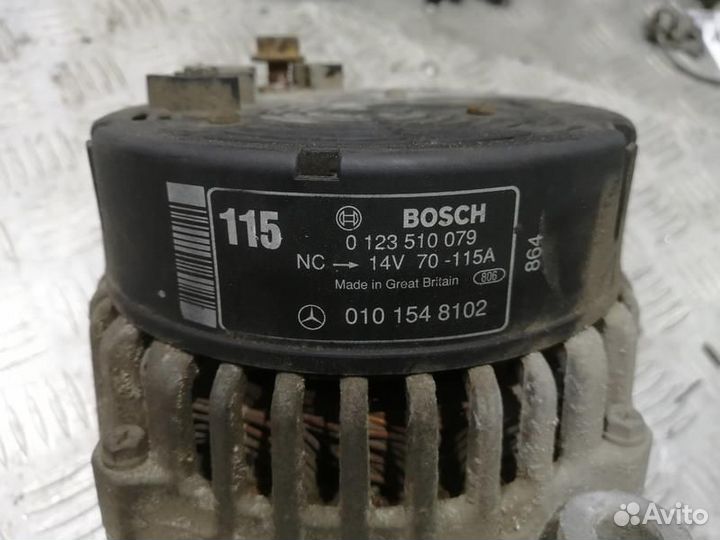 115
BOSCH
0 123 510 079
NC → 14V 70-115A
Made in Great Britain 806
010 154 8102
864
Avito